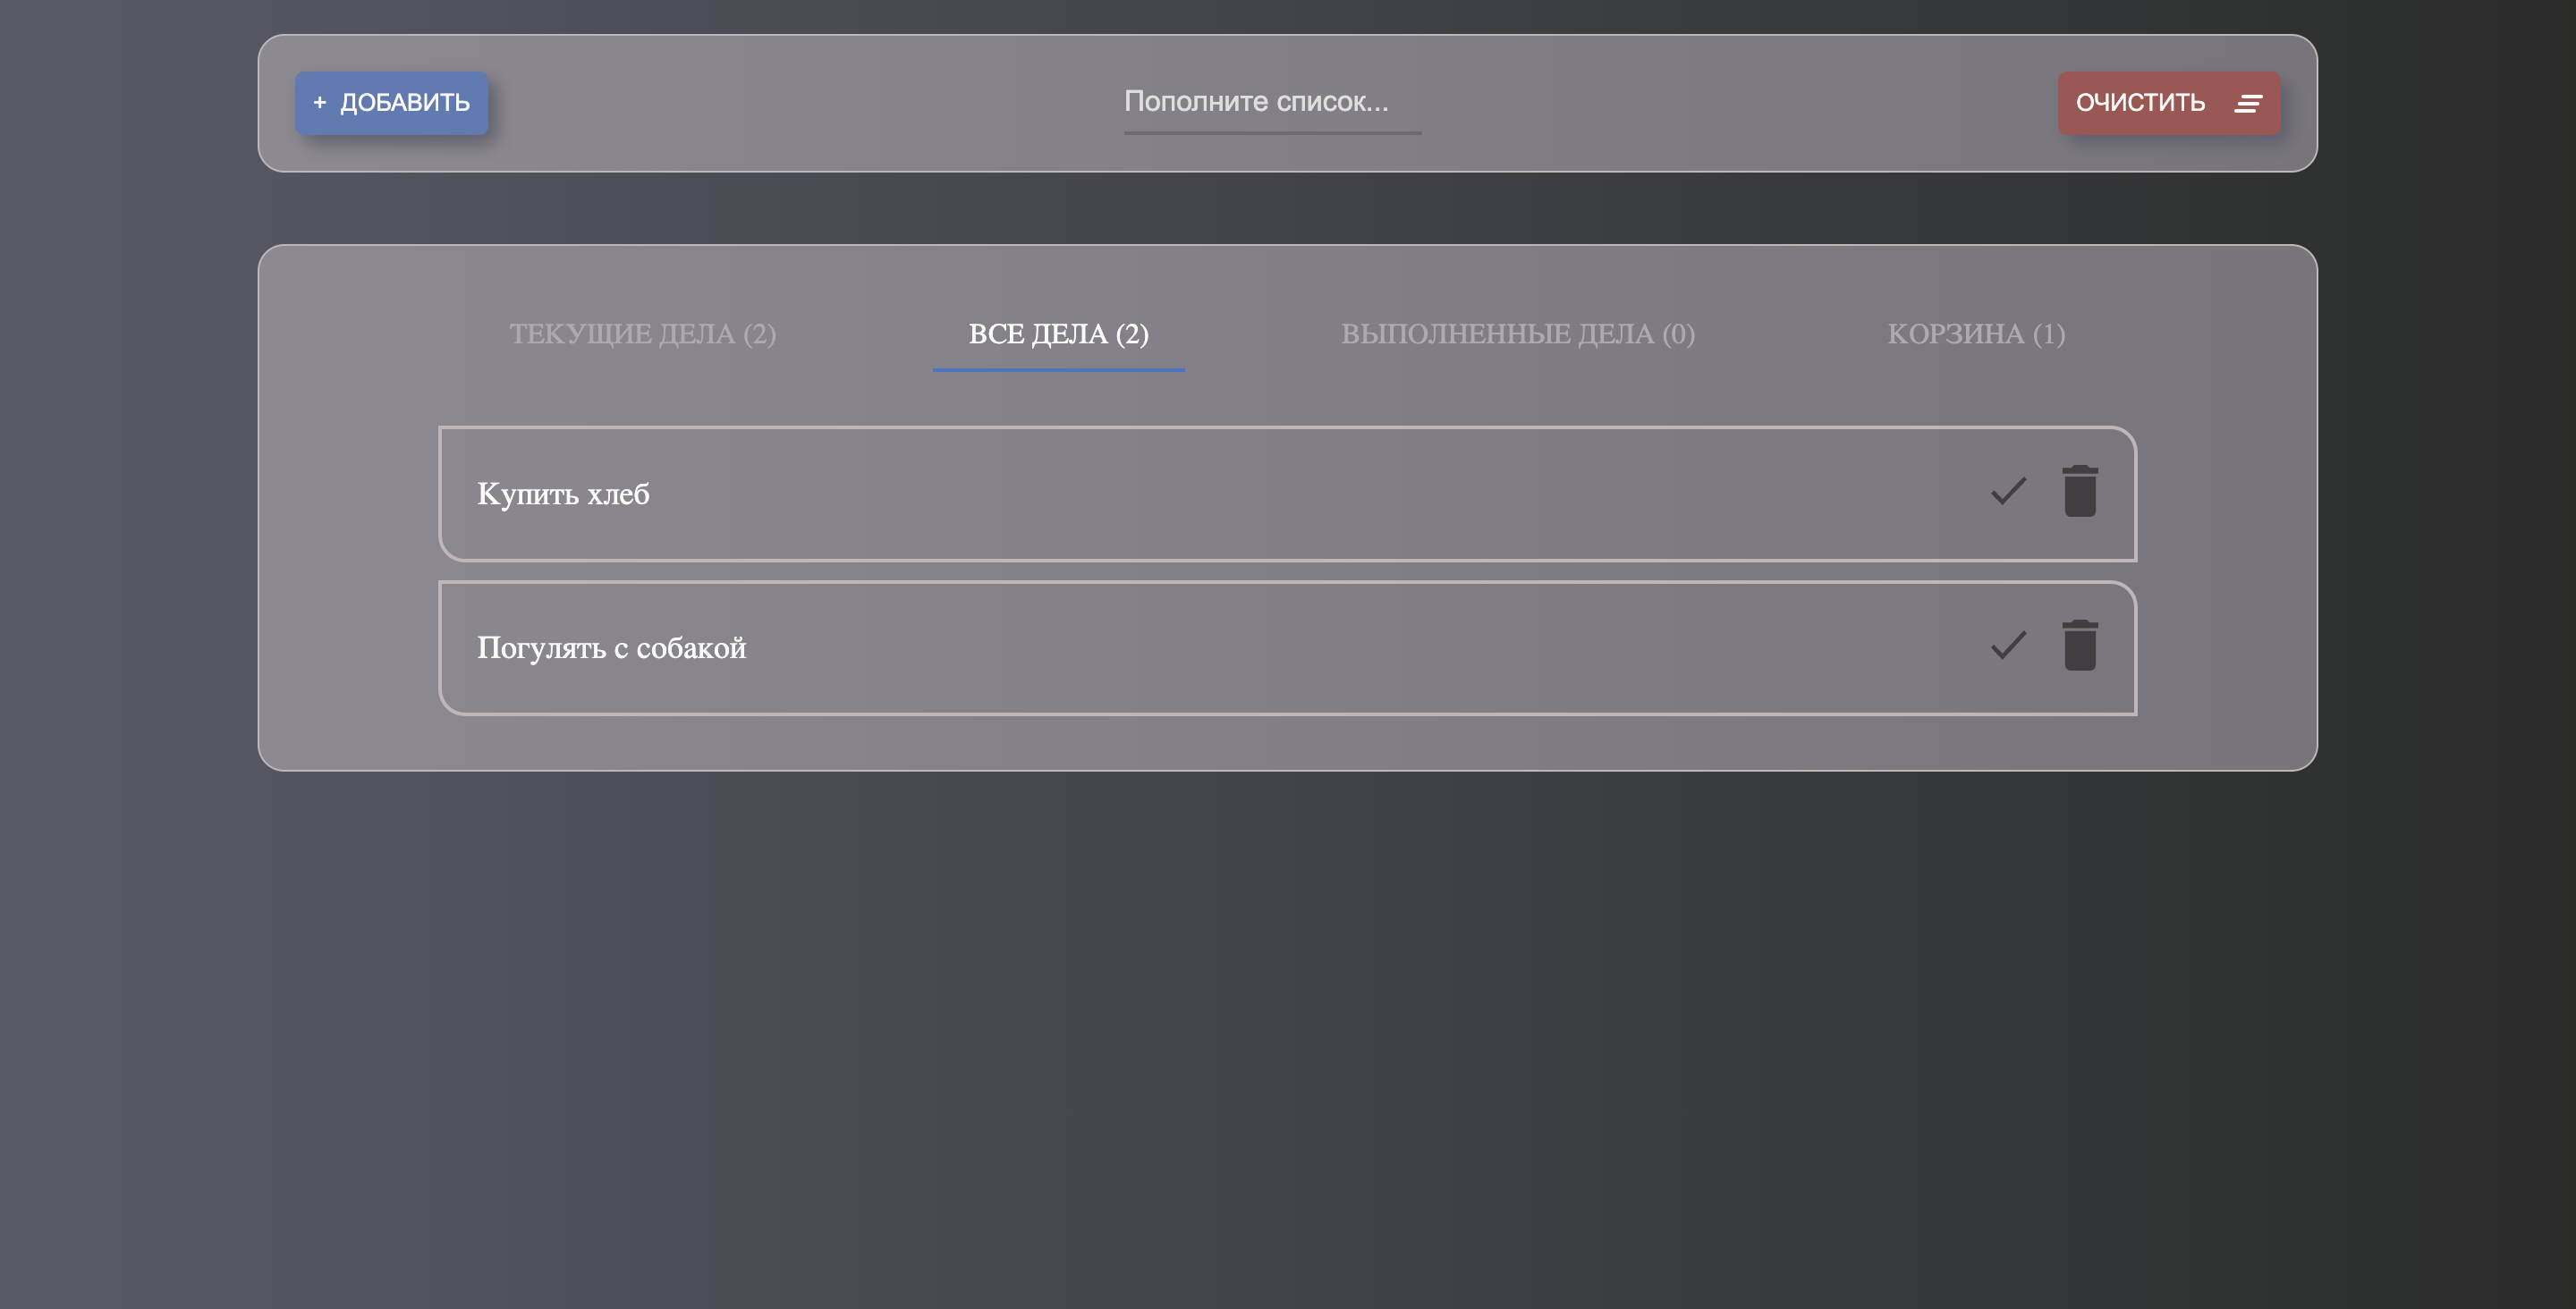 + ДОБАВИТЬ
Пополните список...
ОЧИСТИТЬ
ТЕКУЩИЕ ДЕЛА (2)
ВСЕ ДЕЛА (2)
ВЫПОЛНЕННЫЕ ДЕЛА (0)
КОРЗИНА (1)
Купить хлеб
Погулять с собакой